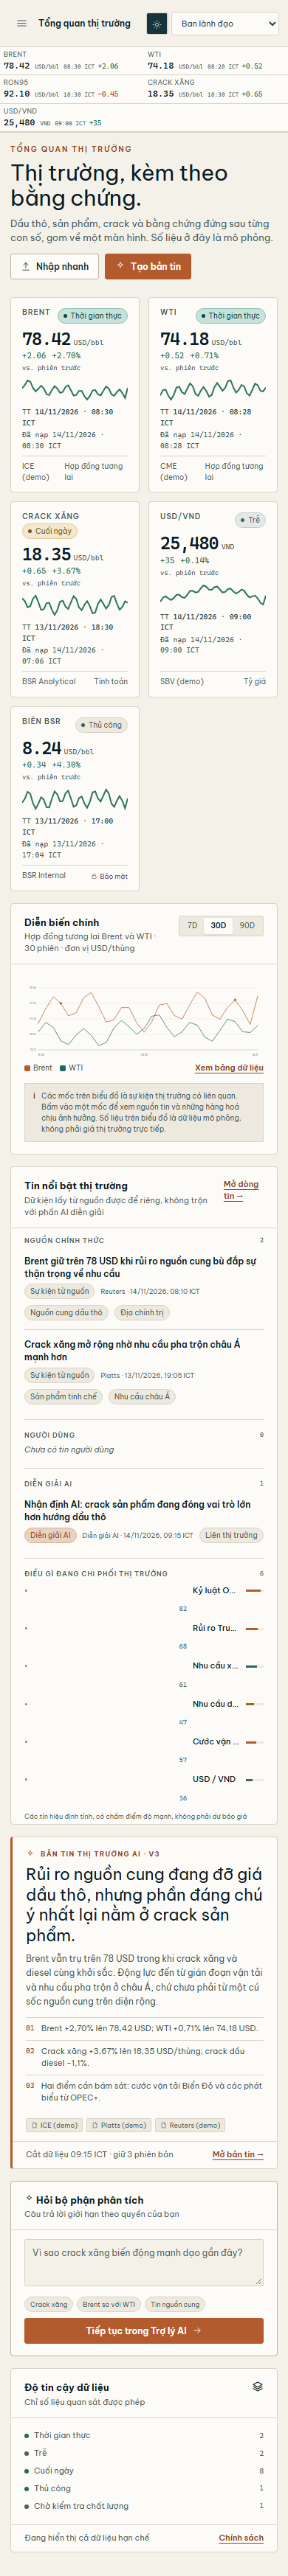 Tổng quan thị trường
Ban lãnh đạo
BRENT
78.42 USD/bbl 08:30 ICT +2.06
WTI
74.18 USD/bbl 08:28 ICT +0.52
RON95
92.10 USD/bbl 18:30 ICT −0.45
CRACK XĂNG
18.35 USD/bbl 18:30 ICT +0.65
USD/VND
25,480 VND 09:00 ICT +35
TỔNG QUAN THỊ TRƯỜNG
Thị trường, kèm theo
bằng chứng.
Dầu thô, sản phẩm, crack và bằng chứng đứng sau từng
con số, gom về một màn hình. Số liệu ở đây là mô phỏng.
Nhập nhanh
Tạo bản tin
BRENT
Thời gian thực
78.42 USD/bbl
+2.06 +2.70%
vs. phiên trước
TT 14/11/2026 · 08:30
ICT
Đã nạp 14/11/2026 ·
08:30 ICT
ICE
(demo)
Hợp đồng tương
lai
WTI
Thời gian thực
74.18 USD/bbl
+0.52 +0.71%
vs. phiên trước
TT 14/11/2026 · 08:28
ICT
Đã nạp 14/11/2026 ·
08:28 ICT
CME
(demo)
Hợp đồng tương
lai
CRACK XĂNG
Cuối ngày
18.35 USD/bbl
+0.65 +3.67%
vs. phiên trước
TT 13/11/2026 · 18:30
ICT
Đã nạp 14/11/2026 ·
07:06 ICT
BSR Analytical
Tính toán
USD/VND
Trễ
25,480 VND
+35 +0.14%
vs. phiên trước
TT 14/11/2026 · 09:00
ICT
Đã nạp 14/11/2026 ·
09:00 ICT
SBV (demo)
Tỷ giá
BIÊN BSR
Thủ công
8.24 USD/bbl
+0.34 +4.30%
vs. phiên trước
TT 13/11/2026 · 17:00
ICT
Đã nạp 13/11/2026 ·
17:04 ICT
BSR Internal
Bảo mật
Diễn biến chính
Hợp đồng tương lai Brent và WTI ·
30 phiên · đơn vị USD/thùng
7D
30D
90D
Brent
WTI
Xem bảng dữ liệu
i
Các mốc trên biểu đồ là sự kiện thị trường có liên quan.
Bấm vào một mốc để xem nguồn tin và những hàng hoá
chịu ảnh hưởng. Số liệu trên biểu đồ là dữ liệu mô phỏng,
không phải giá thị trường trực tiếp.
Tin nổi bật thị trường
Dữ kiện lấy từ nguồn được để riêng, không trộn
với phần AI diễn giải
Mở dòng
tin →
NGUỒN CHÍNH THỨC
2
Brent giữ trên 78 USD khi rủi ro nguồn cung bù đắp sự
thận trọng về nhu cầu
Sự kiện từ nguồn
Reuters · 14/11/2026, 08:10 ICT
Nguồn cung dầu thô
Địa chính trị
Crack xăng mở rộng nhờ nhu cầu pha trộn châu Á
mạnh hơn
Sự kiện từ nguồn
Platts · 13/11/2026, 19:05 ICT
Sản phẩm tinh chế
Nhu cầu châu Á
NGƯỜI DÙNG
0
Chưa có tin người dùng
DIỄN GIẢI AI
1
Nhận định AI: crack sản phẩm đang đóng vai trò lớn
hơn hướng dầu thô
Diễn giải AI
Diễn giải AI · 14/11/2026, 09:15 ICT
Liên thị trường
ĐIỀU GÌ ĐANG CHI PHỐI THỊ TRƯỜNG
6
Kỷ luật O...
82
Rủi ro Tru...
68
Nhu cầu x...
61
Nhu cầu d...
47
Cước vận ...
57
USD / VND
36
Các tín hiệu định tính, có chấm điểm độ mạnh, không phải dự báo giá
BẢN TIN THỊ TRƯỜNG AI · V3
Rủi ro nguồn cung đang đỡ giá
dầu thô, nhưng phần đáng chú
ý nhất lại nằm ở crack sản
phẩm.
Brent vẫn trụ trên 78 USD trong khi crack xăng và
diesel cùng khởi sắc. Động lực đến từ gián đoạn vận tải
và nhu cầu pha trộn ở châu Á, chứ chưa phải từ một cú
sốc nguồn cung trên diện rộng.
01 Brent +2,70% lên 78,42 USD; WTI +0,71% lên 74,18 USD.
02 Crack xăng +3,67% lên 18,35 USD/thùng; crack dầu
diesel −1,1%.
03 Hai điểm cần bám sát: cước vận tải Biển Đỏ và các phát
biểu từ OPEC+.
ICE (demo)
Platts (demo)
Reuters (demo)
Cắt dữ liệu 09:15 ICT · giữ 3 phiên bản
Mở bản tin →
Hỏi bộ phận phân tích
Câu trả lời giới hạn theo quyền của bạn
Vì sao crack xăng biến động mạnh dạo gần đây?
Crack xăng
Brent so với WTI
Tin nguồn cung
Tiếp tục trong Trợ lý AI →
Độ tin cậy dữ liệu
Chỉ số liệu quan sát được phép
Thời gian thực
2
Trễ
2
Cuối ngày
8
Thủ công
1
Chờ kiểm tra chất lượng
1
Đang hiển thị cả dữ liệu hạn chế
Chính sách